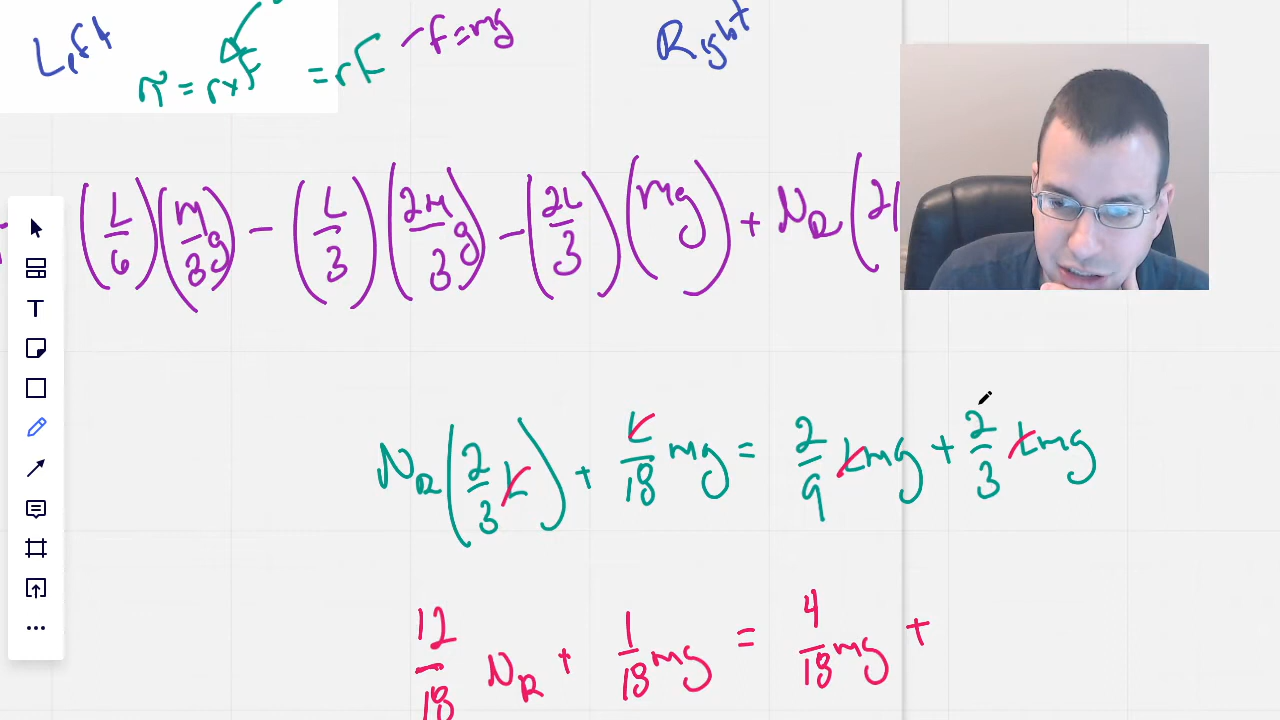 Left
τ = r×F = rF
F=mg
Right
(L/6)(m/3 g) - (L/3)(2m/3 g) - (2L/3)(mg) + N_R (2
N_R (2/3 L) + L/18 mg = 2/9 Lmg + 2/3 Lmg
12/18 N_R + 1/18 mg = 4/18 mg +
T